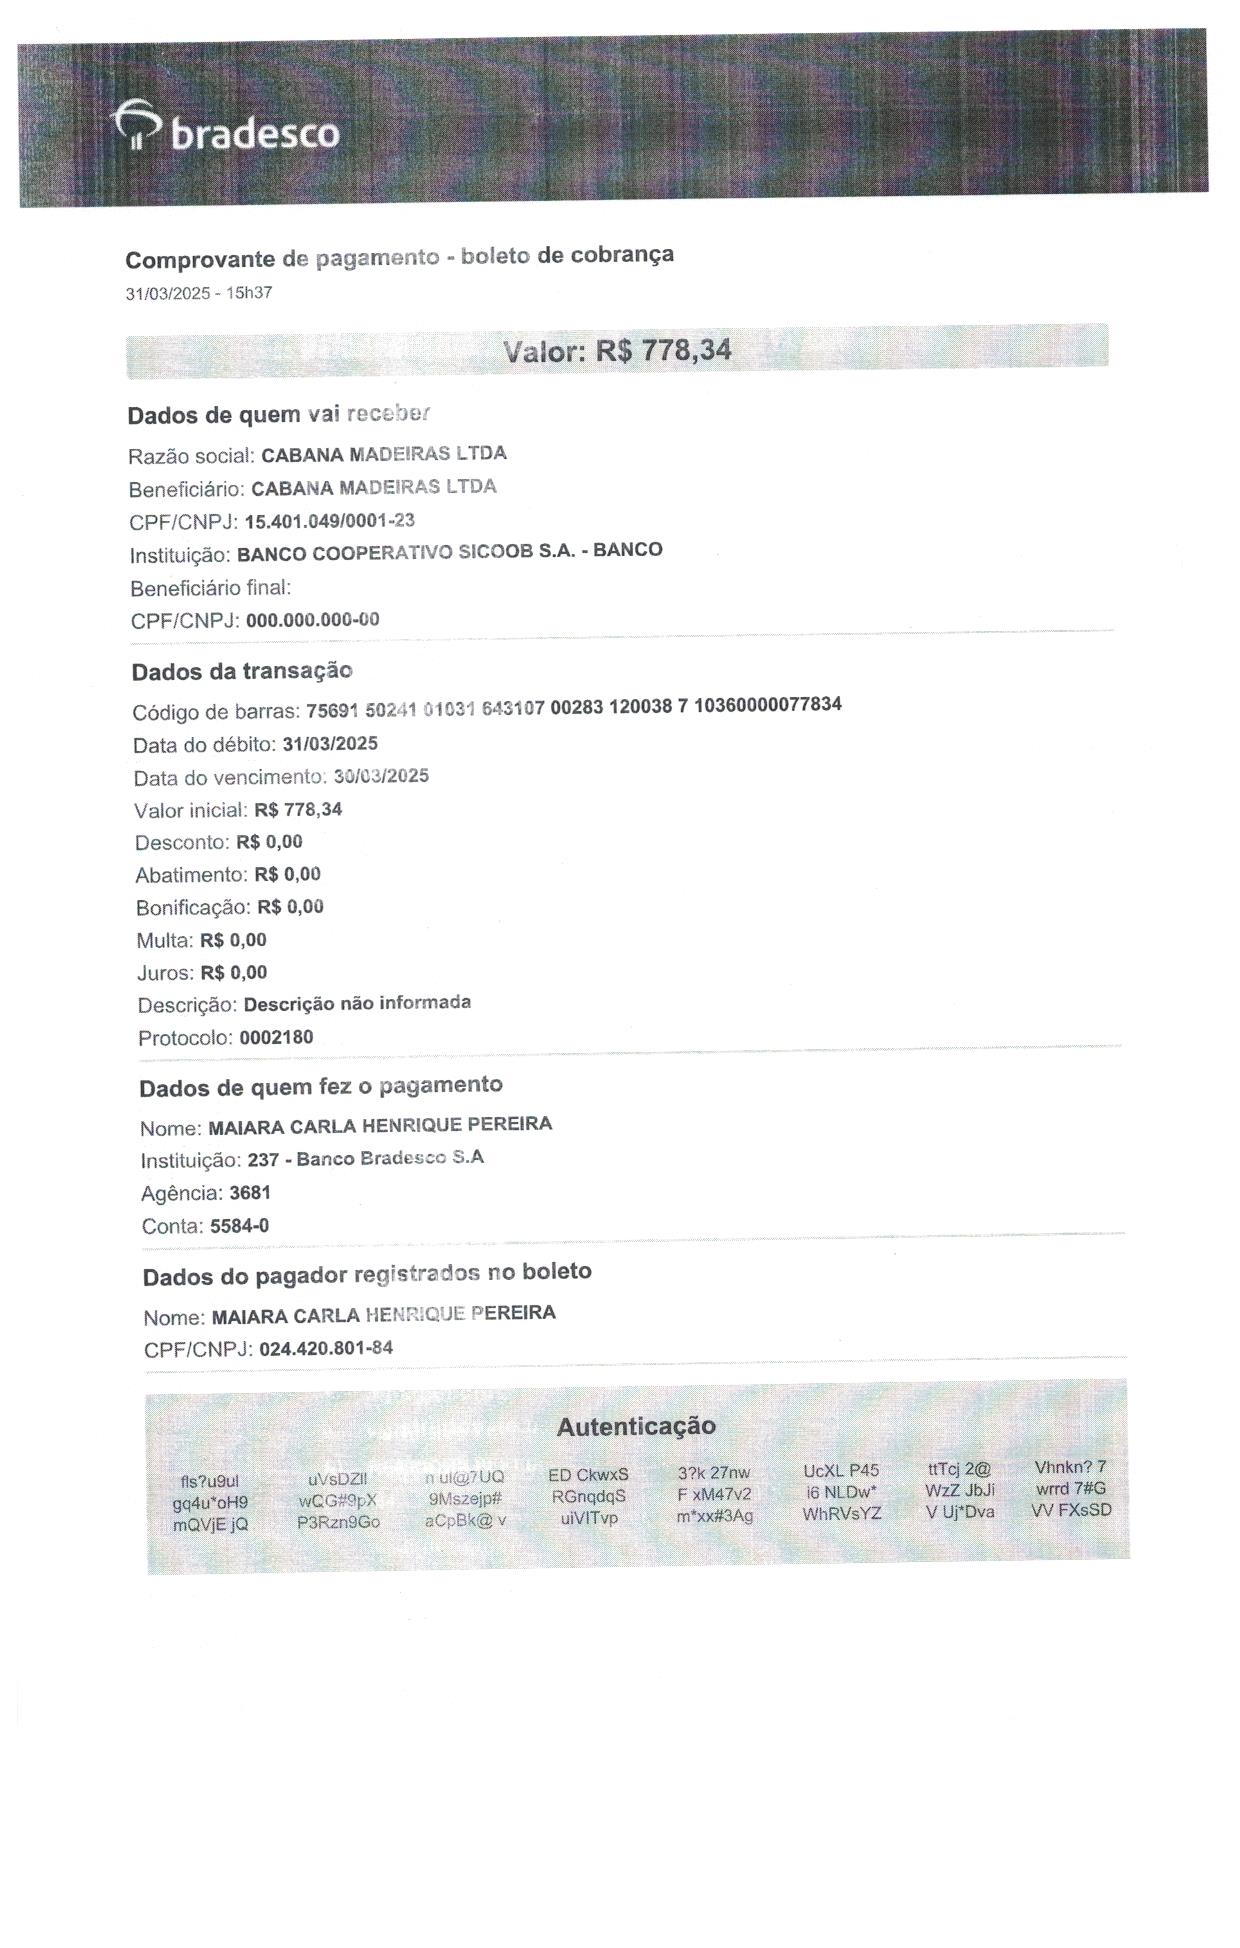 bradesco
Comprovante de pagamento - boleto de cobrança
31/03/2025 - 15h37
Valor: R$ 778,34
Dados de quem vai receber
Razão social: CABANA MADEIRAS LTDA
Beneficiário: CABANA MADEIRAS LTDA
CPF/CNPJ: 15.401.049/0001-23
Instituição: BANCO COOPERATIVO SICOOB S.A. - BANCO
Beneficiário final:
CPF/CNPJ: 000.000.000-00
Dados da transação
Código de barras: 75691 50241 01031 643107 00283 120038 7 10360000077834
Data do débito: 31/03/2025
Data do vencimento: 30/03/2025
Valor inicial: R$ 778,34
Desconto: R$ 0,00
Abatimento: R$ 0,00
Bonificação: R$ 0,00
Multa: R$ 0,00
Juros: R$ 0,00
Descrição: Descrição não informada
Protocolo: 0002180
Dados de quem fez o pagamento
Nome: MAIARA CARLA HENRIQUE PEREIRA
Instituição: 237 - Banco Bradesco S.A
Agência: 3681
Conta: 5584-0
Dados do pagador registrados no boleto
Nome: MAIARA CARLA HENRIQUE PEREIRA
CPF/CNPJ: 024.420.801-84
Autenticação
fls?u9ul uVsDZIl n ul@7UQ ED CkwxS 3?k 27nw UcXL P45 ttTcj 2@ Vhnkn? 7
gq4u*oH9 wQG#9pX 9Mszejp# RGnqdqS F xM47v2 i6 NLDw* WzZ JbJi wrrd 7#G
mQVjE jQ P3Rzn9Go aCpBk@ v uiVITvp m*xx#3Ag WhRVsYZ V Uj*Dva VV FXsSD